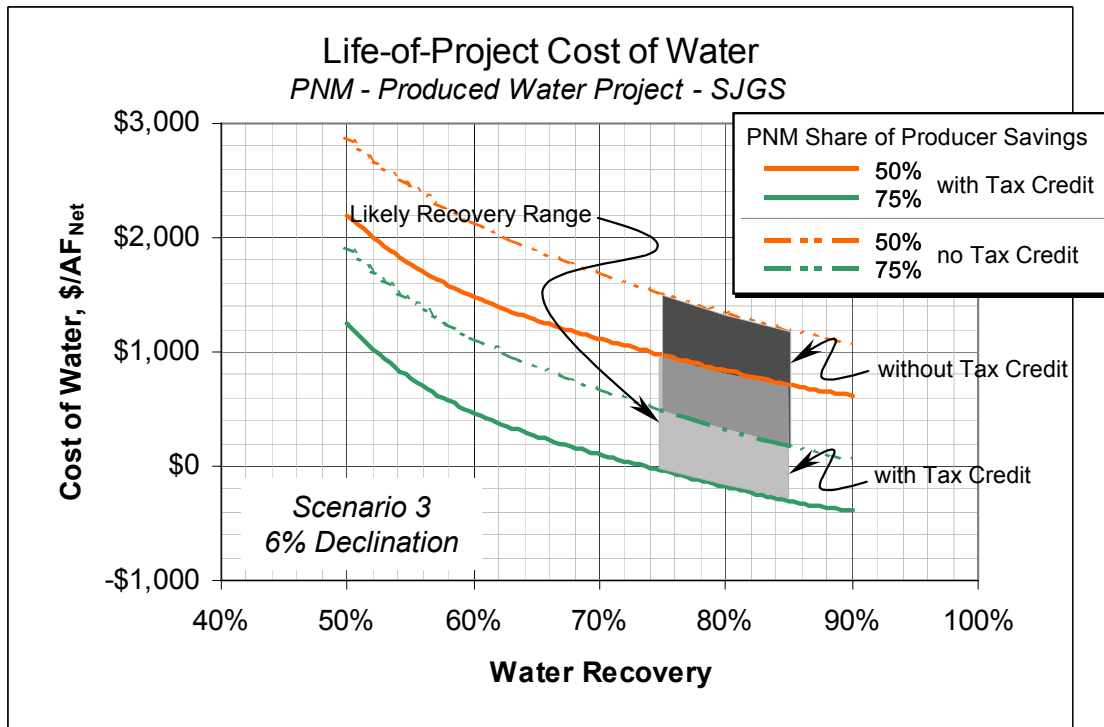 Life-of-Project Cost of Water
PNM - Produced Water Project - SJGS
PNM Share of Producer Savings
50%
75%
with Tax Credit
50%
75%
no Tax Credit
Likely Recovery Range
without Tax Credit
with Tax Credit
Scenario 3
6% Declination
Cost of Water, $/AFNet
$3,000
$2,000
$1,000
$0
-$1,000
40% 50% 60% 70% 80% 90% 100%
Water Recovery